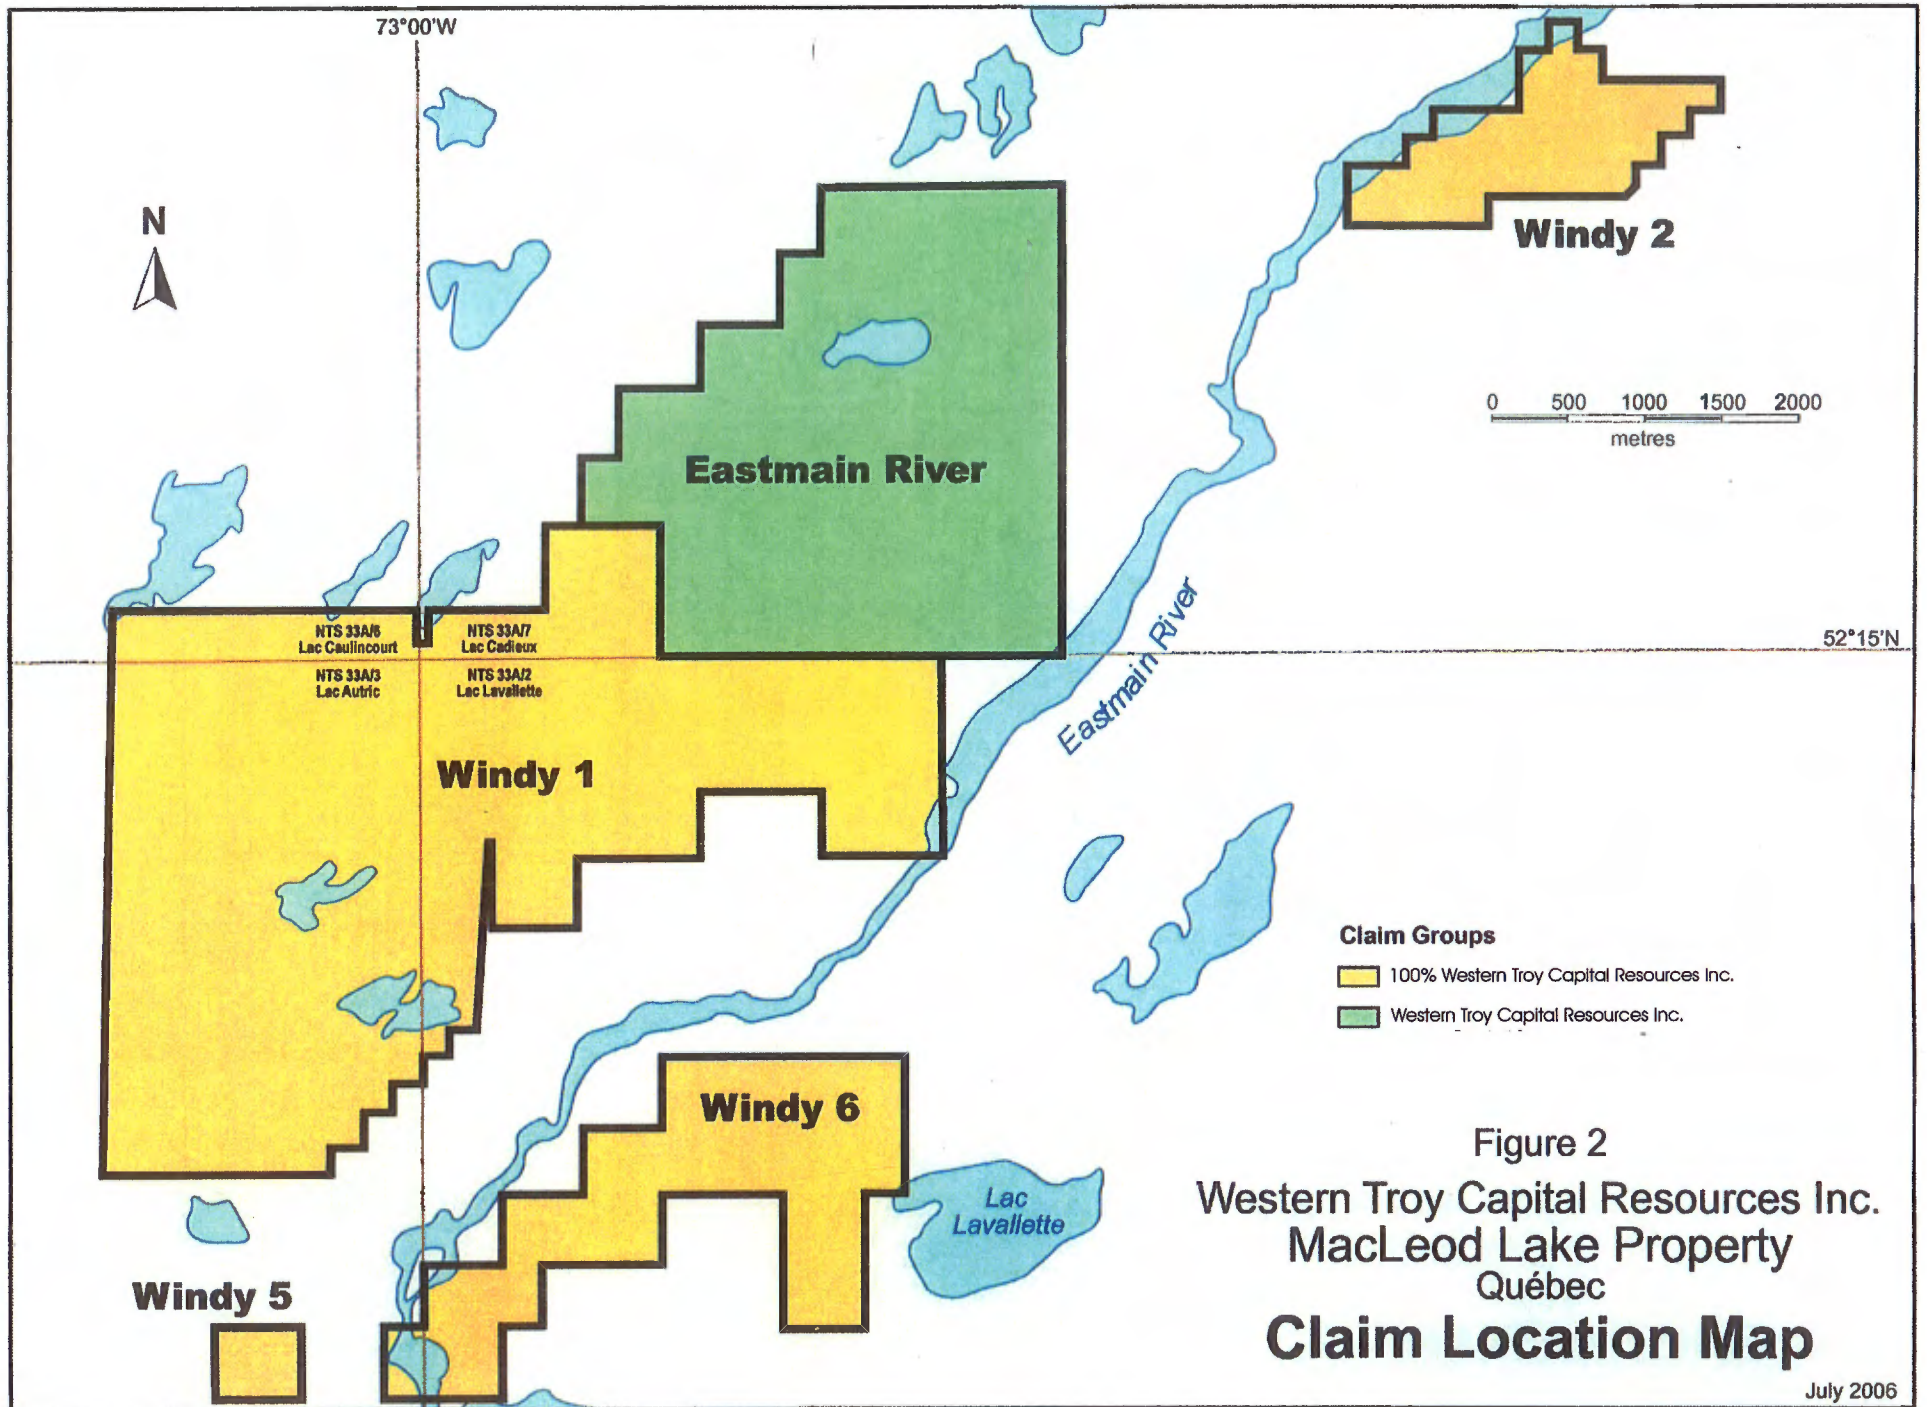 73°00'W
N
Windy 2
0 500 1000 1500 2000
metres
Eastmain River
Eastmain River
52°15'N
NTS 33A/6
Lac Caulincourt
NTS 33A/7
Lac Cadieux
NTS 33A/3
Lac Autric
NTS 33A/2
Lac Lavallette
Windy 1
Claim Groups
100% Western Troy Capital Resources Inc.
Western Troy Capital Resources Inc.
Windy 6
Lac
Lavallette
Windy 5
Figure 2
Western Troy Capital Resources Inc.
MacLeod Lake Property
Québec
Claim Location Map
July 2006